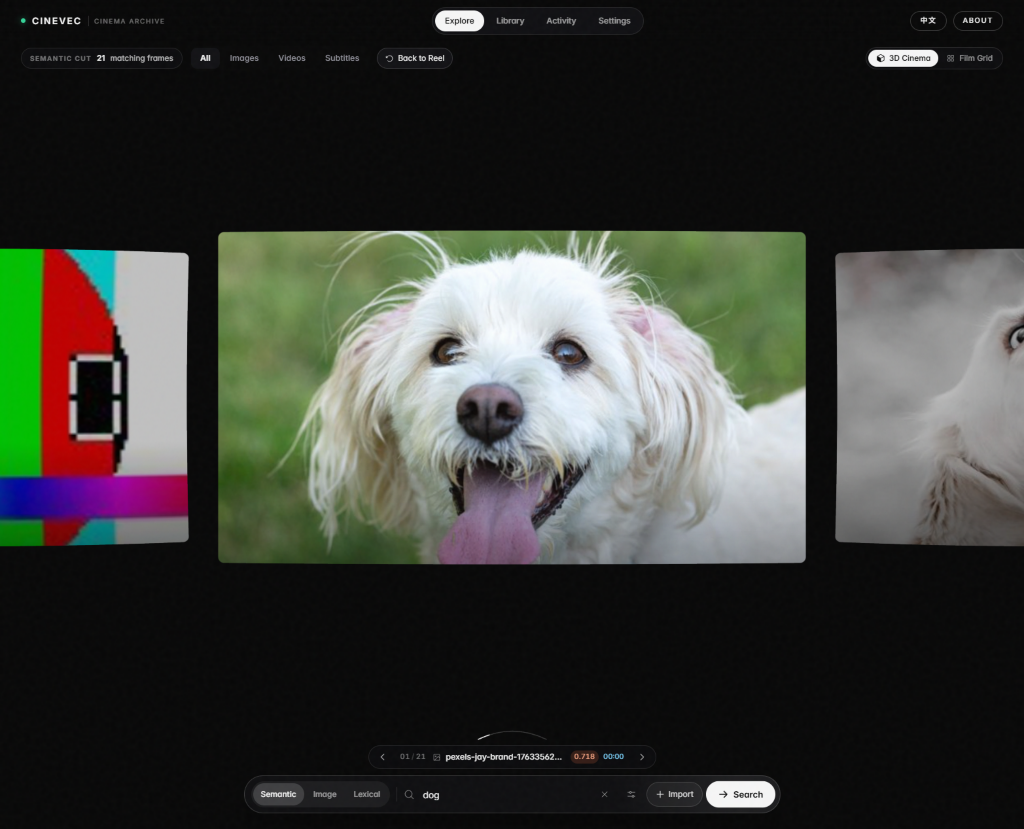 CINEVEC CINEMA ARCHIVE
Explore Library Activity Settings
中文 ABOUT
SEMANTIC CUT 21 matching frames
All Images Videos Subtitles
Back to Reel
3D Cinema Film Grid
01 / 21 pexels-jay-brand-17633562... 0.718 00:00
Semantic Image Lexical dog + Import → Search